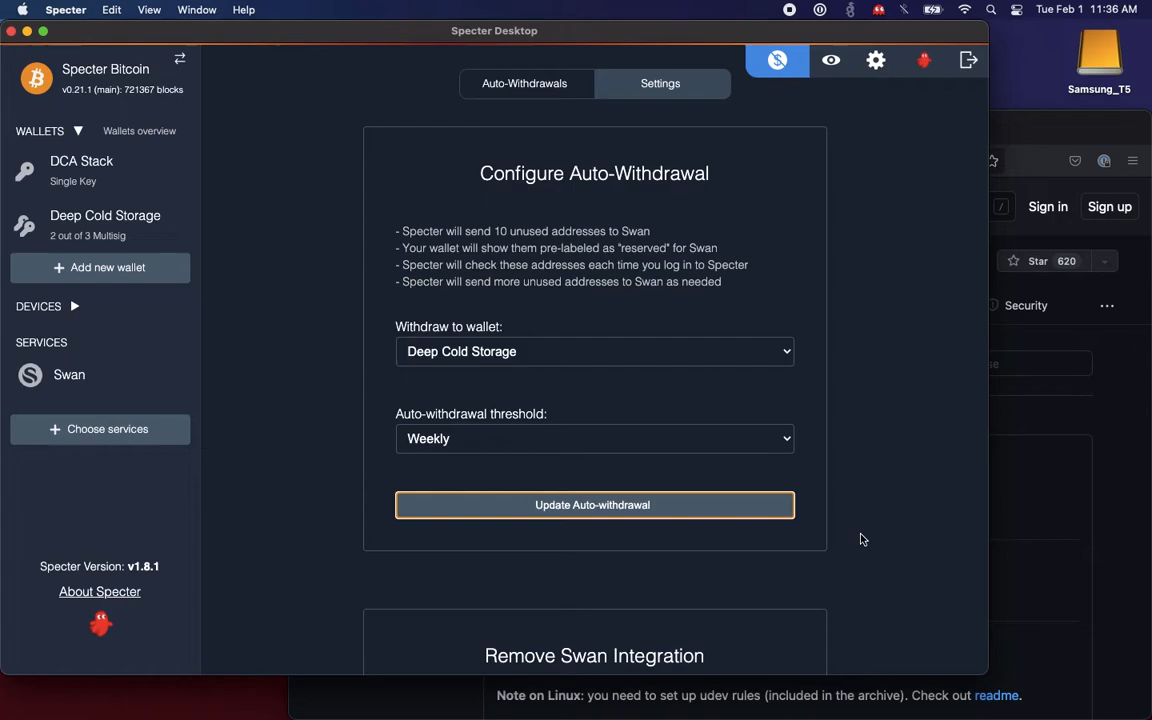 Specter Edit View Window Help
Tue Feb 1 11:36 AM
Specter Desktop
Specter Bitcoin
v0.21.1 (main): 721367 blocks
WALLETS ▼ Wallets overview
DCA Stack
Single Key
Deep Cold Storage
2 out of 3 Multisig
+ Add new wallet
DEVICES ▶
SERVICES
Swan
+ Choose services
Specter Version: v1.8.1
About Specter
Auto-Withdrawals Settings
Configure Auto-Withdrawal
- Specter will send 10 unused addresses to Swan
- Your wallet will show them pre-labeled as "reserved" for Swan
- Specter will check these addresses each time you log in to Specter
- Specter will send more unused addresses to Swan as needed
Withdraw to wallet:
Deep Cold Storage
Auto-withdrawal threshold:
Weekly
Update Auto-withdrawal
Remove Swan Integration
Samsung_T5
/ Sign in Sign up
Star 620
Security ...
Note on Linux: you need to set up udev rules (included in the archive). Check out readme.